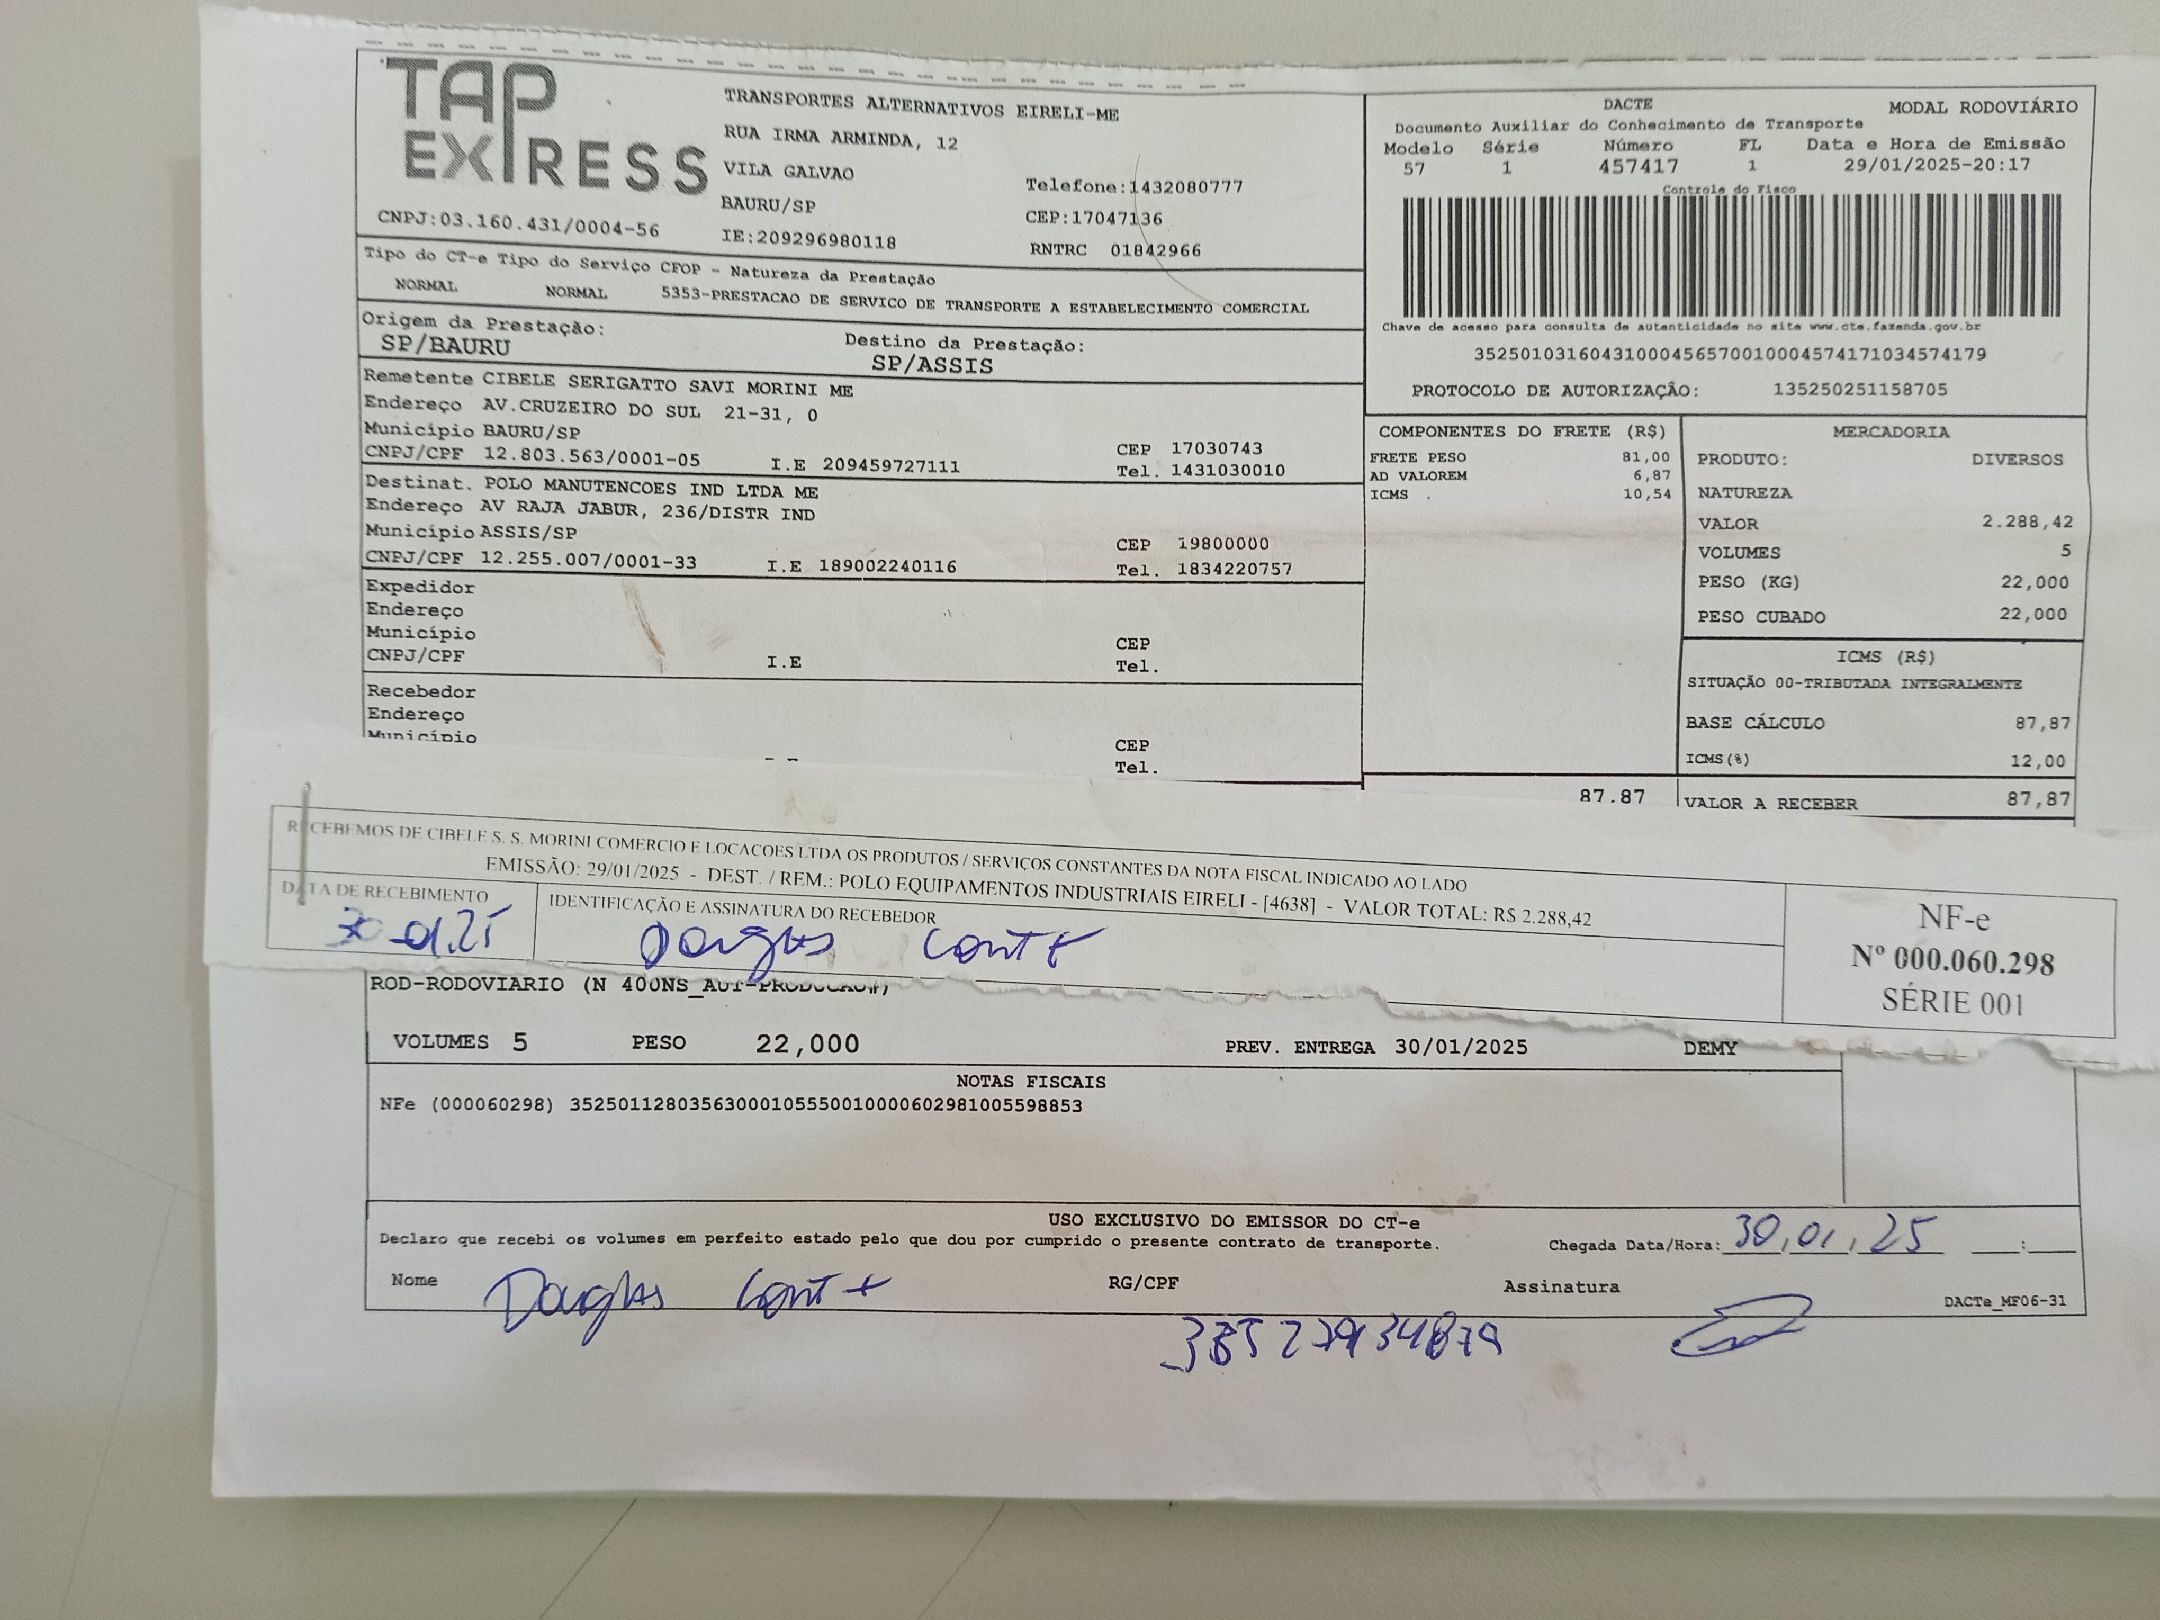 TAP EXPRESS
TRANSPORTES ALTERNATIVOS EIRELI-ME
RUA IRMA ARMINDA, 12
VILA GALVAO Telefone:1432080777
BAURU/SP CEP:17047136
CNPJ:03.160.431/0004-56 IE:209296980118 RNTRC 01842966
DACTE MODAL RODOVIÁRIO
Documento Auxiliar do Conhecimento de Transporte
Modelo Série Número FL Data e Hora de Emissão
57 1 457417 1 29/01/2025-20:17
Controle do Fisco
Chave de acesso para consulta de autenticidade no site www.cte.fazenda.gov.br
35250103160431000456570010004574171034574179
PROTOCOLO DE AUTORIZAÇÃO: 135250251158705
Tipo do CT-e Tipo do Serviço CFOP - Natureza da Prestação
NORMAL NORMAL 5353-PRESTACAO DE SERVICO DE TRANSPORTE A ESTABELECIMENTO COMERCIAL
Origem da Prestação: Destino da Prestação:
SP/BAURU SP/ASSIS
Remetente CIBELE SERIGATTO SAVI MORINI ME
Endereço AV.CRUZEIRO DO SUL 21-31, 0
Município BAURU/SP CEP 17030743
CNPJ/CPF 12.803.563/0001-05 I.E 209459727111 Tel. 1431030010
Destinat. POLO MANUTENCOES IND LTDA ME
Endereço AV RAJA JABUR, 236/DISTR IND
Município ASSIS/SP CEP 19800000
CNPJ/CPF 12.255.007/0001-33 I.E 189002240116 Tel. 1834220757
Expedidor
Endereço
Município CEP
CNPJ/CPF I.E Tel.
Recebedor
Endereço
Município CEP
Tel.
COMPONENTES DO FRETE (R$)
FRETE PESO 81,00
AD VALOREM 6,87
ICMS . 10,54
87.87
MERCADORIA
PRODUTO: DIVERSOS
NATUREZA
VALOR 2.288,42
VOLUMES 5
PESO (KG) 22,000
PESO CUBADO 22,000
ICMS (R$)
SITUAÇÃO 00-TRIBUTADA INTEGRALMENTE
BASE CÁLCULO 87,87
ICMS(%) 12,00
VALOR A RECEBER 87,87
RECEBEMOS DE CIBELE S. S. MORINI COMERCIO E LOCACOES LTDA OS PRODUTOS / SERVIÇOS CONSTANTES DA NOTA FISCAL INDICADO AO LADO
EMISSÃO: 29/01/2025 - DEST. / REM.: POLO EQUIPAMENTOS INDUSTRIAIS EIRELI - [4638] - VALOR TOTAL: R$ 2.288,42
DATA DE RECEBIMENTO IDENTIFICAÇÃO E ASSINATURA DO RECEBEDOR
30.01.25 Douglas
NF-e
Nº 000.060.298
SÉRIE 001
ROD-RODOVIARIO (N 400NS_AUT-PRODUCAO#)
VOLUMES 5 PESO 22,000 PREV. ENTREGA 30/01/2025 DEMY
NOTAS FISCAIS
NFe (000060298) 35250112803563000105550010000602981005598853
USO EXCLUSIVO DO EMISSOR DO CT-e
Declaro que recebi os volumes em perfeito estado pelo que dou por cumprido o presente contrato de transporte. Chegada Data/Hora: 30,01,25 __:__
Nome Douglas RG/CPF Assinatura
DACTe_MF06-31